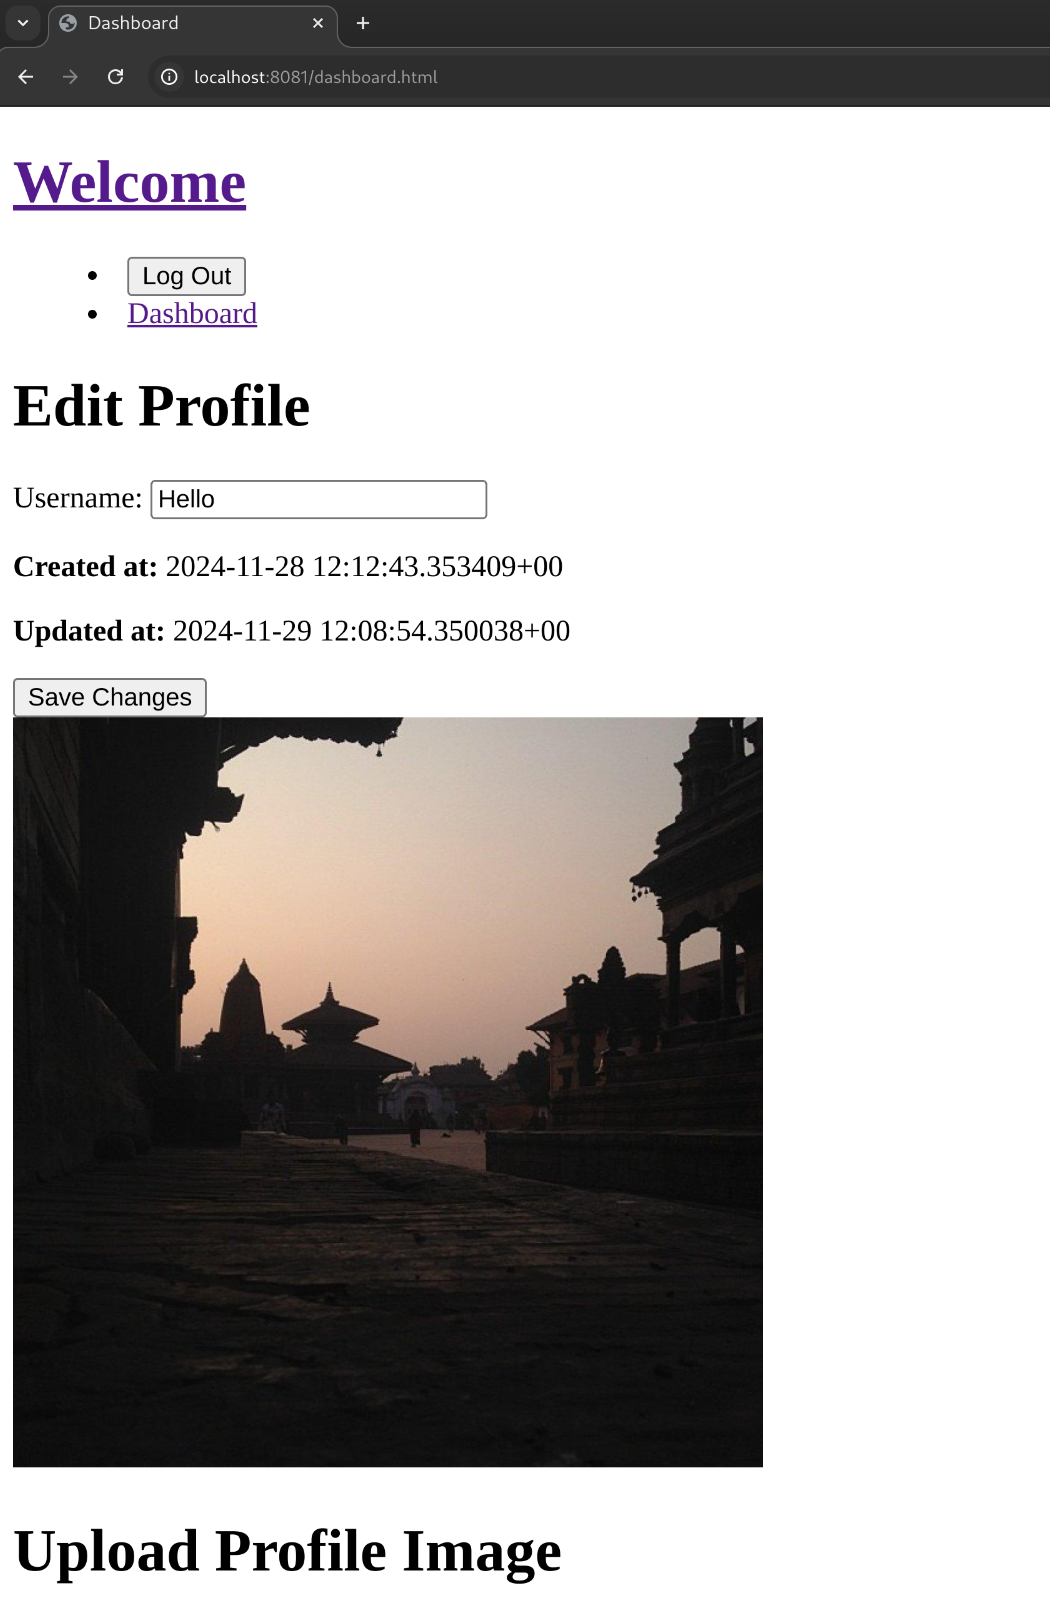 Dashboard
localhost:8081/dashboard.html
Welcome
Log Out
Dashboard
Edit Profile
Username: Hello
Created at: 2024-11-28 12:12:43.353409+00
Updated at: 2024-11-29 12:08:54.350038+00
Save Changes
Upload Profile Image